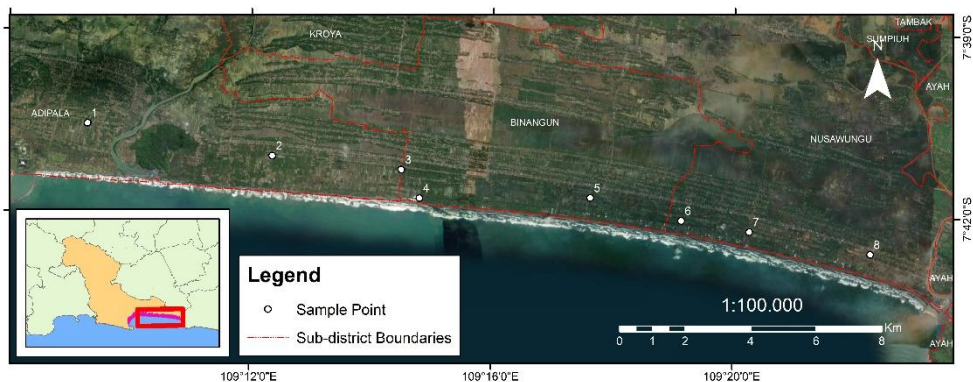 TAMBAK
KROYA
SUMPIUH
N
7°39'0"S
AYAH
ADIPALA
1
BINANGUN
NUSAWUNGU
2
3
4
5
6
7
8
7°42'0"S
AYAH
Legend
Sample Point
Sub-district Boundaries
1:100.000
Km
0 1 2 4 6 8
AYAH
109°12'0"E
109°16'0"E
109°20'0"E